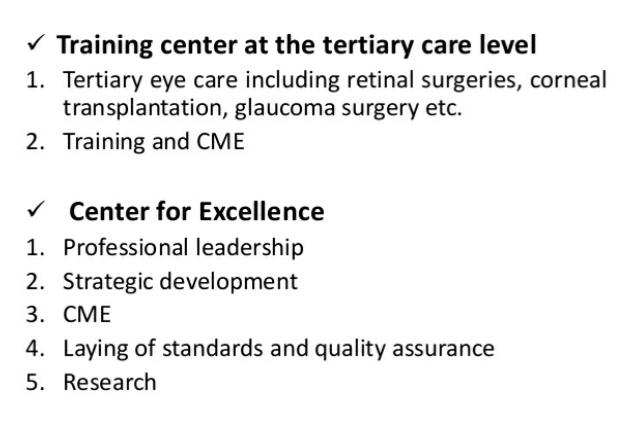 ✓ Training center at the tertiary care level
1. Tertiary eye care including retinal surgeries, corneal
transplantation, glaucoma surgery etc.
2. Training and CME
✓ Center for Excellence
1. Professional leadership
2. Strategic development
3. CME
4. Laying of standards and quality assurance
5. Research